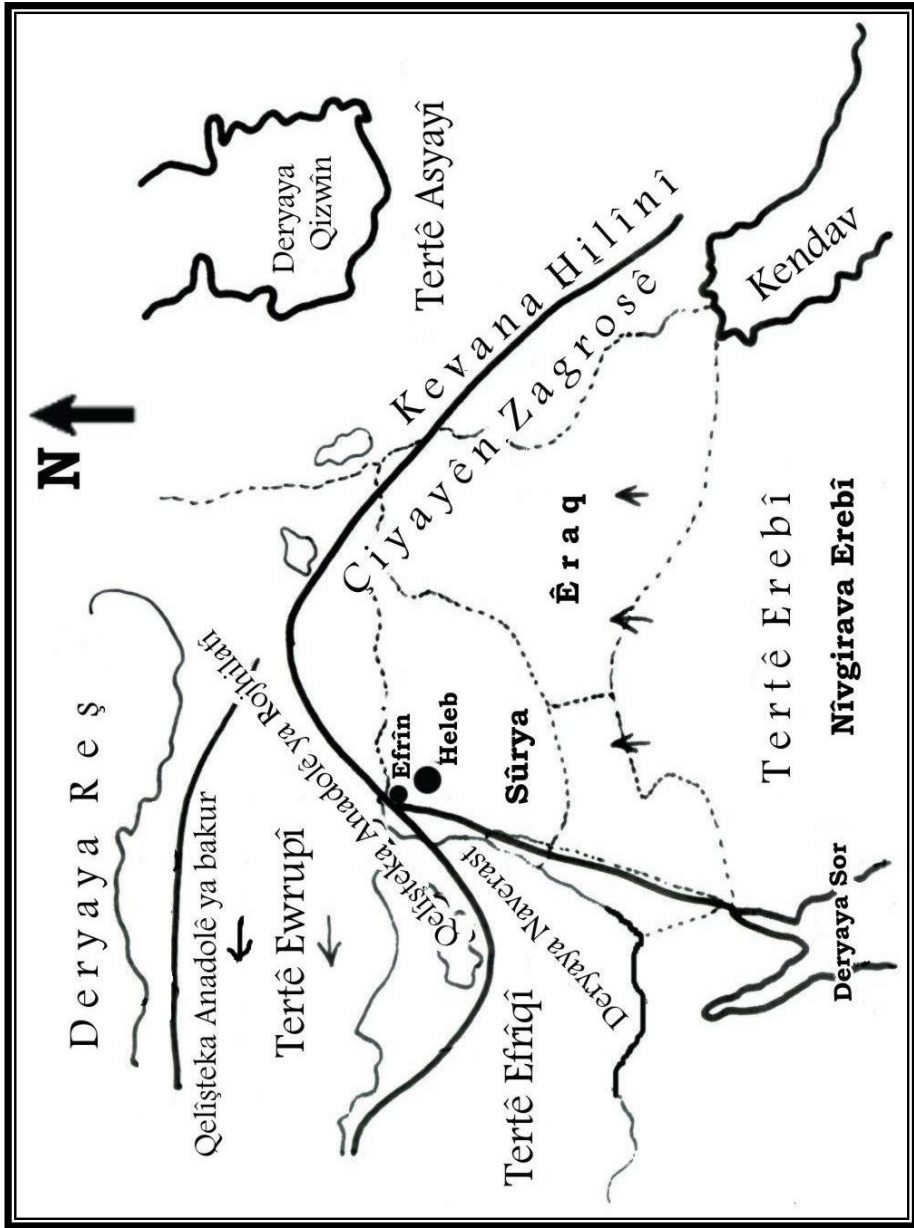 N
Deryaya Reş
Deryaya
Qizwîn
Tertê Asyayî
Qelîşteka Anadolê ya bakur
Tertê Ewrupî
Qelîşteka Anadolê ya Rojhilatî
Kevana Hilînî
Çiyayên Zagrosê
Efrîn
Heleb
Sûrya
Êraq
Kendav
Deryaya Naverast
Tertê Efrîqî
Tertê Erebî
Nîvgirava Erebî
Deryaya Sor